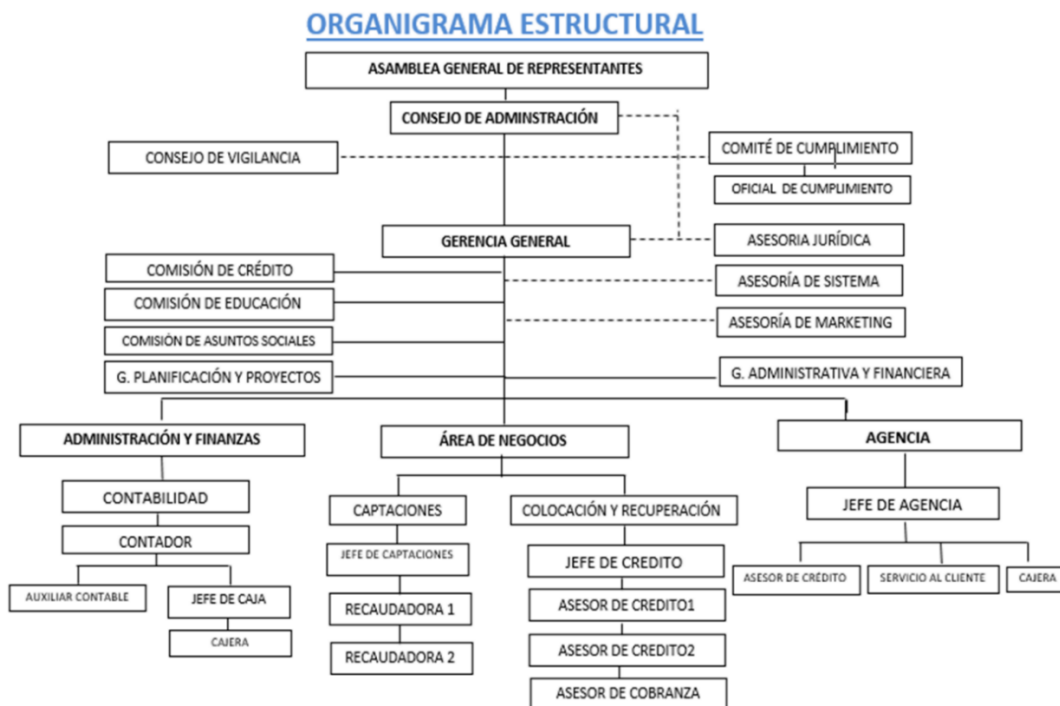 ORGANIGRAMA ESTRUCTURAL
ASAMBLEA GENERAL DE REPRESENTANTES
CONSEJO DE ADMINSTRACIÓN
CONSEJO DE VIGILANCIA
COMITÉ DE CUMPLIMIENTO
OFICIAL DE CUMPLIMIENTO
GERENCIA GENERAL
ASESORIA JURÍDICA
COMISIÓN DE CRÉDITO
ASESORÍA DE SISTEMA
COMISIÓN DE EDUCACIÓN
ASESORÍA DE MARKETING
COMISIÓN DE ASUNTOS SOCIALES
G. PLANIFICACIÓN Y PROYECTOS
G. ADMINISTRATIVA Y FINANCIERA
ADMINISTRACIÓN Y FINANZAS
ÁREA DE NEGOCIOS
AGENCIA
CONTABILIDAD
CAPTACIONES
COLOCACIÓN Y RECUPERACIÓN
JEFE DE AGENCIA
CONTADOR
JEFE DE CAPTACIONES
JEFE DE CREDITO
ASESOR DE CRÉDITO
SERVICIO AL CLIENTE
CAJERA
AUXILIAR CONTABLE
JEFE DE CAJA
RECAUDADORA 1
ASESOR DE CREDITO1
CAJERA
RECAUDADORA 2
ASESOR DE CREDITO2
ASESOR DE COBRANZA